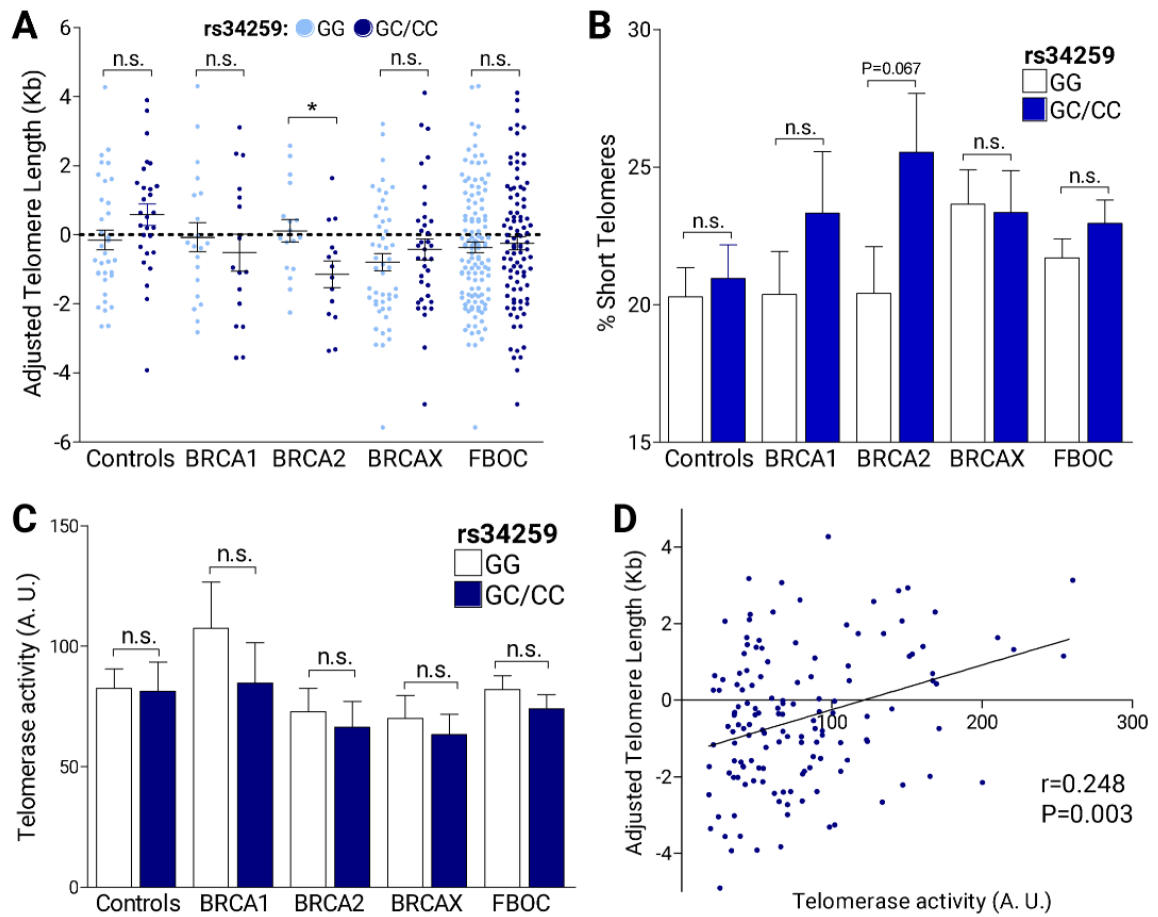 A
rs34259: GG GC/CC
Adjusted Telomere Length (Kb)
6
4
2
0
-2
-4
-6
n.s. n.s. * n.s. n.s.
Controls BRCA1 BRCA2 BRCAX FBOC
B
rs34259
GG
GC/CC
% Short Telomeres
30
25
20
15
n.s. n.s. P=0.067 n.s. n.s.
Controls BRCA1 BRCA2 BRCAX FBOC
C
rs34259
GG
GC/CC
Telomerase activity (A. U.)
150
100
50
0
n.s. n.s. n.s. n.s. n.s.
Controls BRCA1 BRCA2 BRCAX FBOC
D
Adjusted Telomere Length (Kb)
4
2
0
-2
-4
100 200 300
r=0.248
P=0.003
Telomerase activity (A. U.)